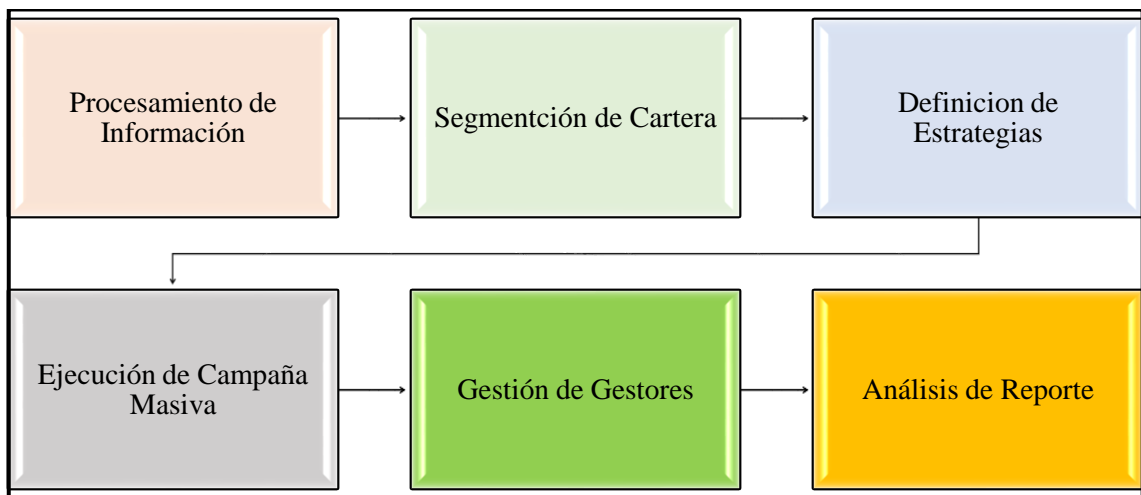 Procesamiento de
Información
Segmentción de Cartera
Definicion de
Estrategias
Ejecución de Campaña
Masiva
Gestión de Gestores
Análisis de Reporte